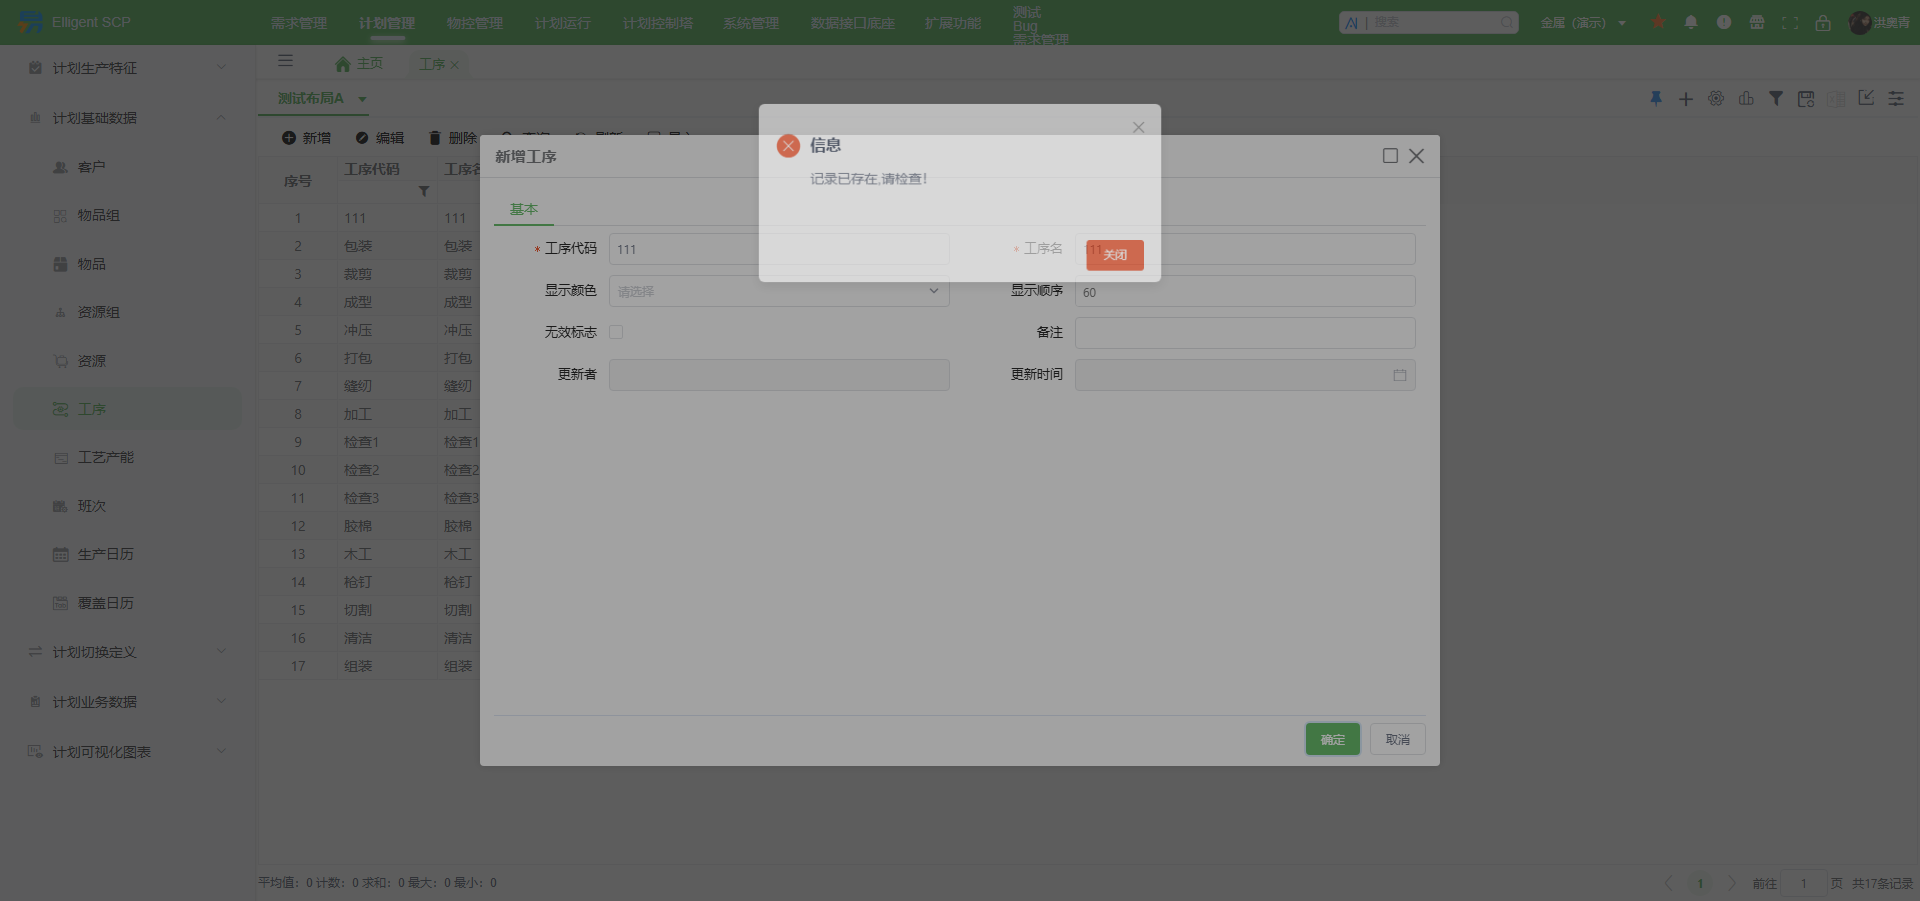 Elligent SCP
需求管理 计划管理 物控管理 计划运行 计划控制塔 系统管理 数据接口底座 扩展功能 测试Bug需求管理
AI | 搜索
金属（演示）
洪奥青
计划生产特征
计划基础数据
客户
物品组
物品
资源组
资源
工序
工艺产能
班次
生产日历
覆盖日历
计划切换定义
计划业务数据
计划可视化图表
主页 工序
测试布局A
新增 编辑 删除 查询 刷新 导入
序号 工序代码 工序名
1 111 111
2 包装 包装
3 裁剪 裁剪
4 成型 成型
5 冲压 冲压
6 打包 打包
7 缝纫 缝纫
8 加工 加工
9 检查1 检查1
10 检查2 检查2
11 检查3 检查3
12 胶棉 胶棉
13 木工 木工
14 枪钉 枪钉
15 切割 切割
16 清洁 清洁
17 组装 组装
平均值：0 计数：0 求和：0 最大：0 最小：0
1 前往 1 页 共17条记录
新增工序
基本
* 工序代码 111
* 工序名 111
显示颜色 请选择
显示顺序 60
无效标志
备注
更新者
更新时间
确定 取消
信息
记录已存在,请检查!
关闭